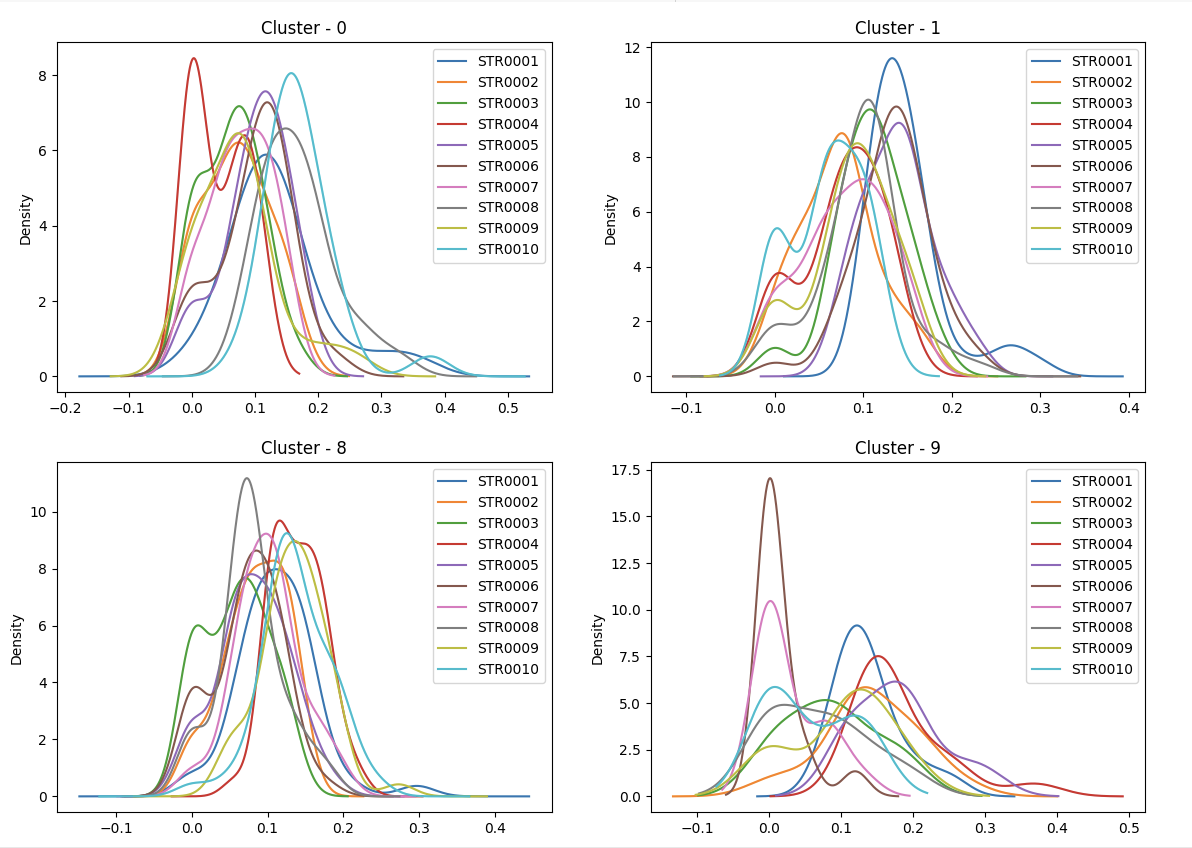 Cluster - 0
Density
8
6
4
2
0
−0.2 −0.1 0.0 0.1 0.2 0.3 0.4 0.5
STR0001
STR0002
STR0003
STR0004
STR0005
STR0006
STR0007
STR0008
STR0009
STR0010
Cluster - 1
Density
12
10
8
6
4
2
0
−0.1 0.0 0.1 0.2 0.3 0.4
STR0001
STR0002
STR0003
STR0004
STR0005
STR0006
STR0007
STR0008
STR0009
STR0010
Cluster - 8
Density
10
8
6
4
2
0
−0.1 0.0 0.1 0.2 0.3 0.4
STR0001
STR0002
STR0003
STR0004
STR0005
STR0006
STR0007
STR0008
STR0009
STR0010
Cluster - 9
Density
17.5
15.0
12.5
10.0
7.5
5.0
2.5
0.0
−0.1 0.0 0.1 0.2 0.3 0.4 0.5
STR0001
STR0002
STR0003
STR0004
STR0005
STR0006
STR0007
STR0008
STR0009
STR0010